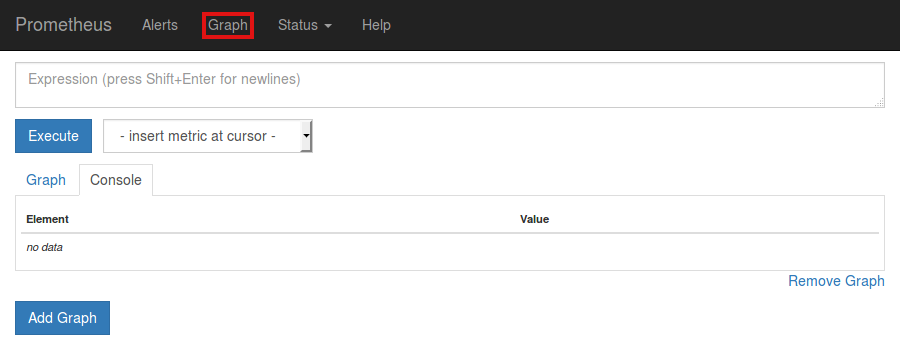 Prometheus Alerts Graph Status Help
Expression (press Shift+Enter for newlines)
Execute - insert metric at cursor -
Graph Console
Element Value
no data
Remove Graph
Add Graph